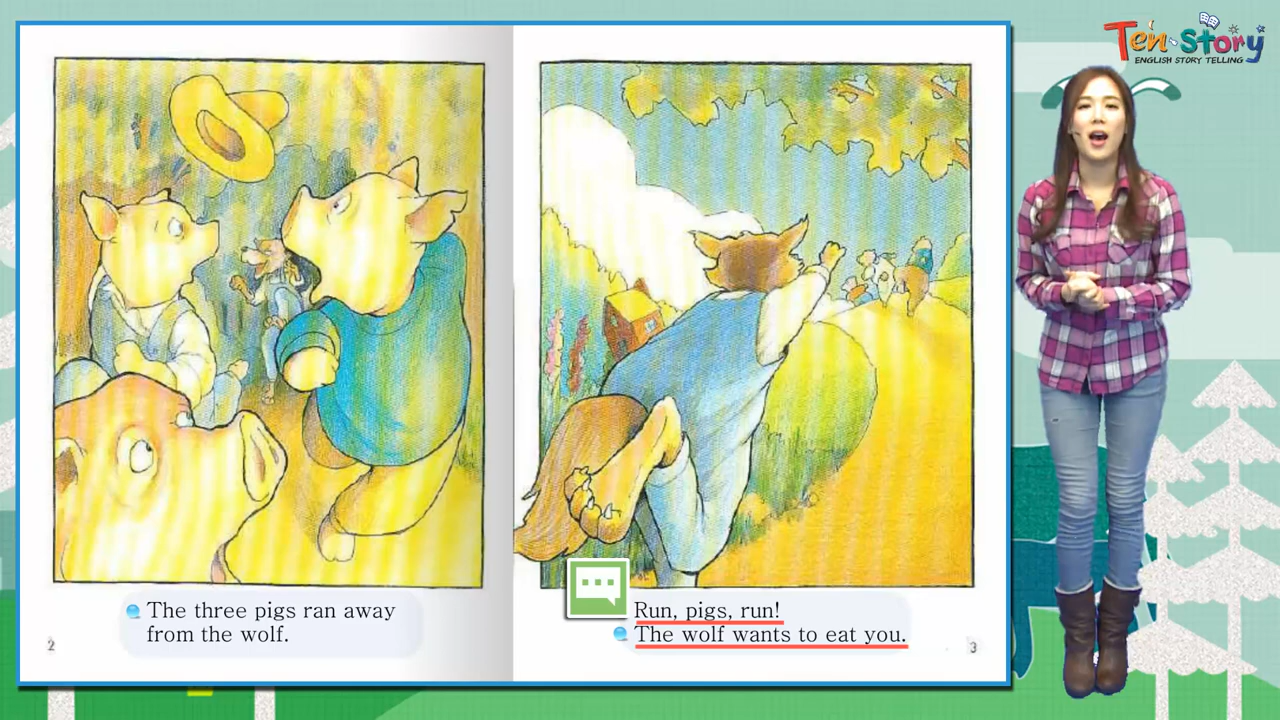 Ten Story
ENGLISH STORY TELLING
The three pigs ran away
from the wolf.
2
Run, pigs, run!
The wolf wants to eat you.
3